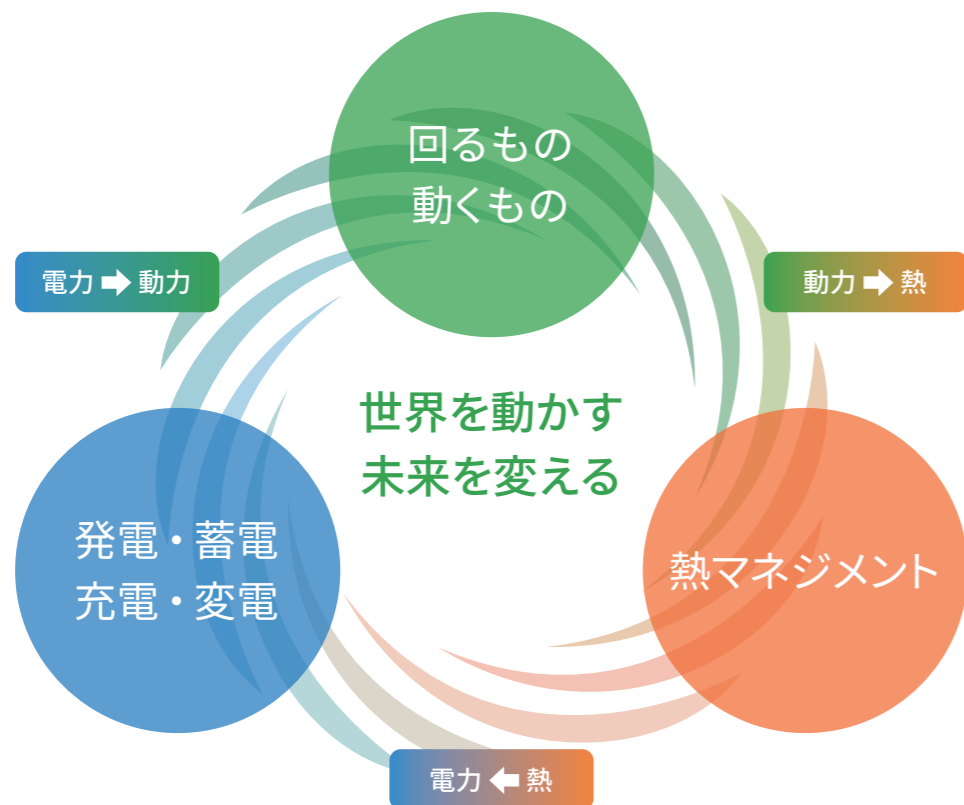 回るもの
動くもの
電力 ➡ 動力
動力 ➡ 熱
世界を動かす
未来を変える
発電・蓄電
充電・変電
熱マネジメント
電力 ⬅ 熱